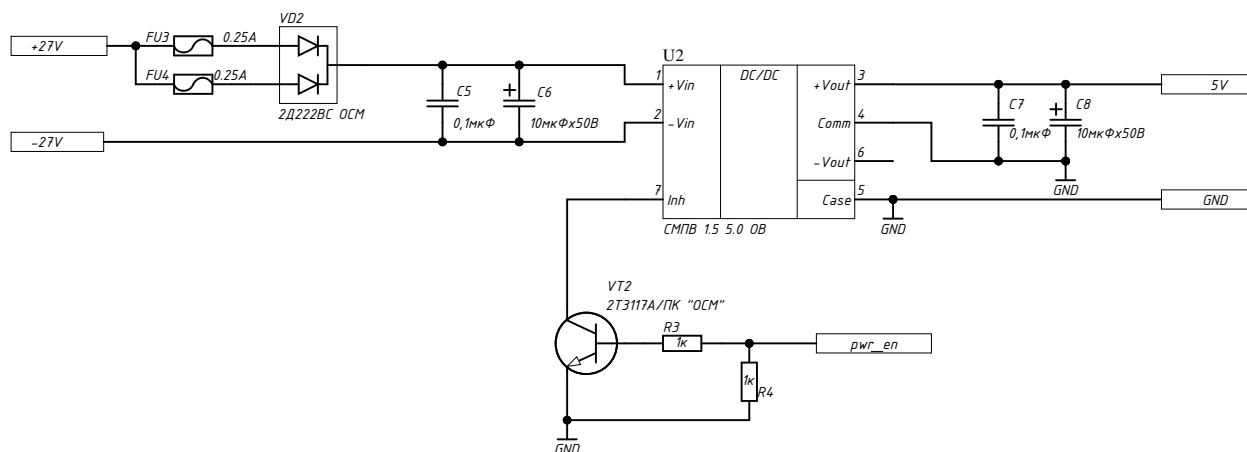 VD2
+27V
FU3
0.25A
FU4
0.25A
2Д222ВС ОСМ
-27V
C5
0,1мкФ
C6
10мкФх50В
U2
DC/DC
1
+Vin
2
-Vin
7
Inh
3
+Vout
4
Comm
6
-Vout
5
Case
СМПВ 1.5 5.0 ОВ
C7
0,1мкФ
C8
10мкФх50В
5V
GND
GND
GND
VT2
2Т3117А/ПК "ОСМ"
R3
1к
pwr_en
1к
R4
GND